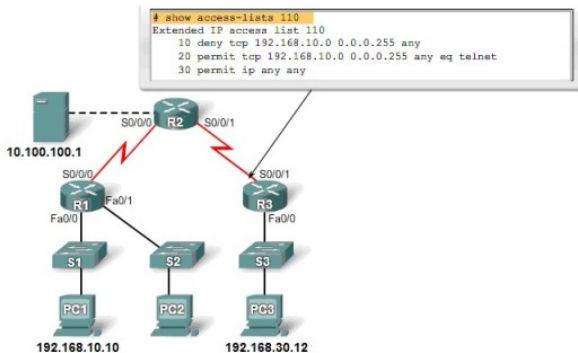 # show access-lists 110
Extended IP access list 110
10 deny tcp 192.168.10.0 0.0.0.255 any
20 permit tcp 192.168.10.0 0.0.0.255 any eq telnet
30 permit ip any any
R2
S0/0/0
S0/0/1
10.100.100.1
S0/0/0
S0/0/1
R1
Fa0/1
R3
Fa0/0
Fa0/0
S1
S2
S3
PC1
PC2
PC3
192.168.10.10
192.168.30.12